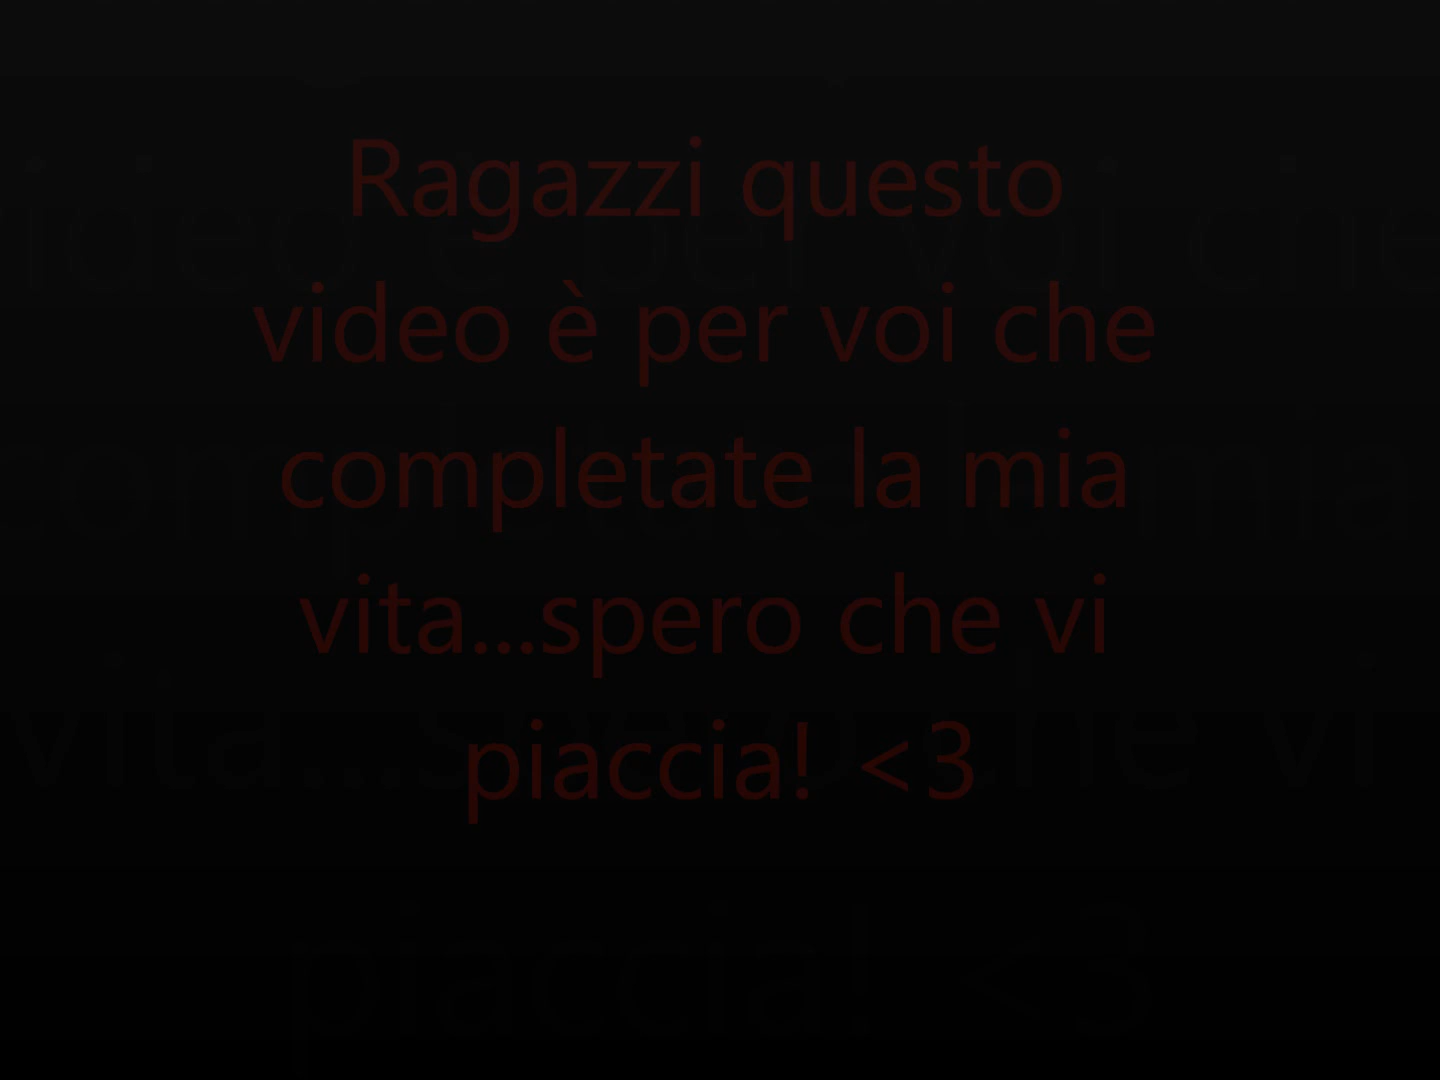 Ragazzi questo
video è per voi che
completate la mia
vita...spero che vi
piaccia! <3